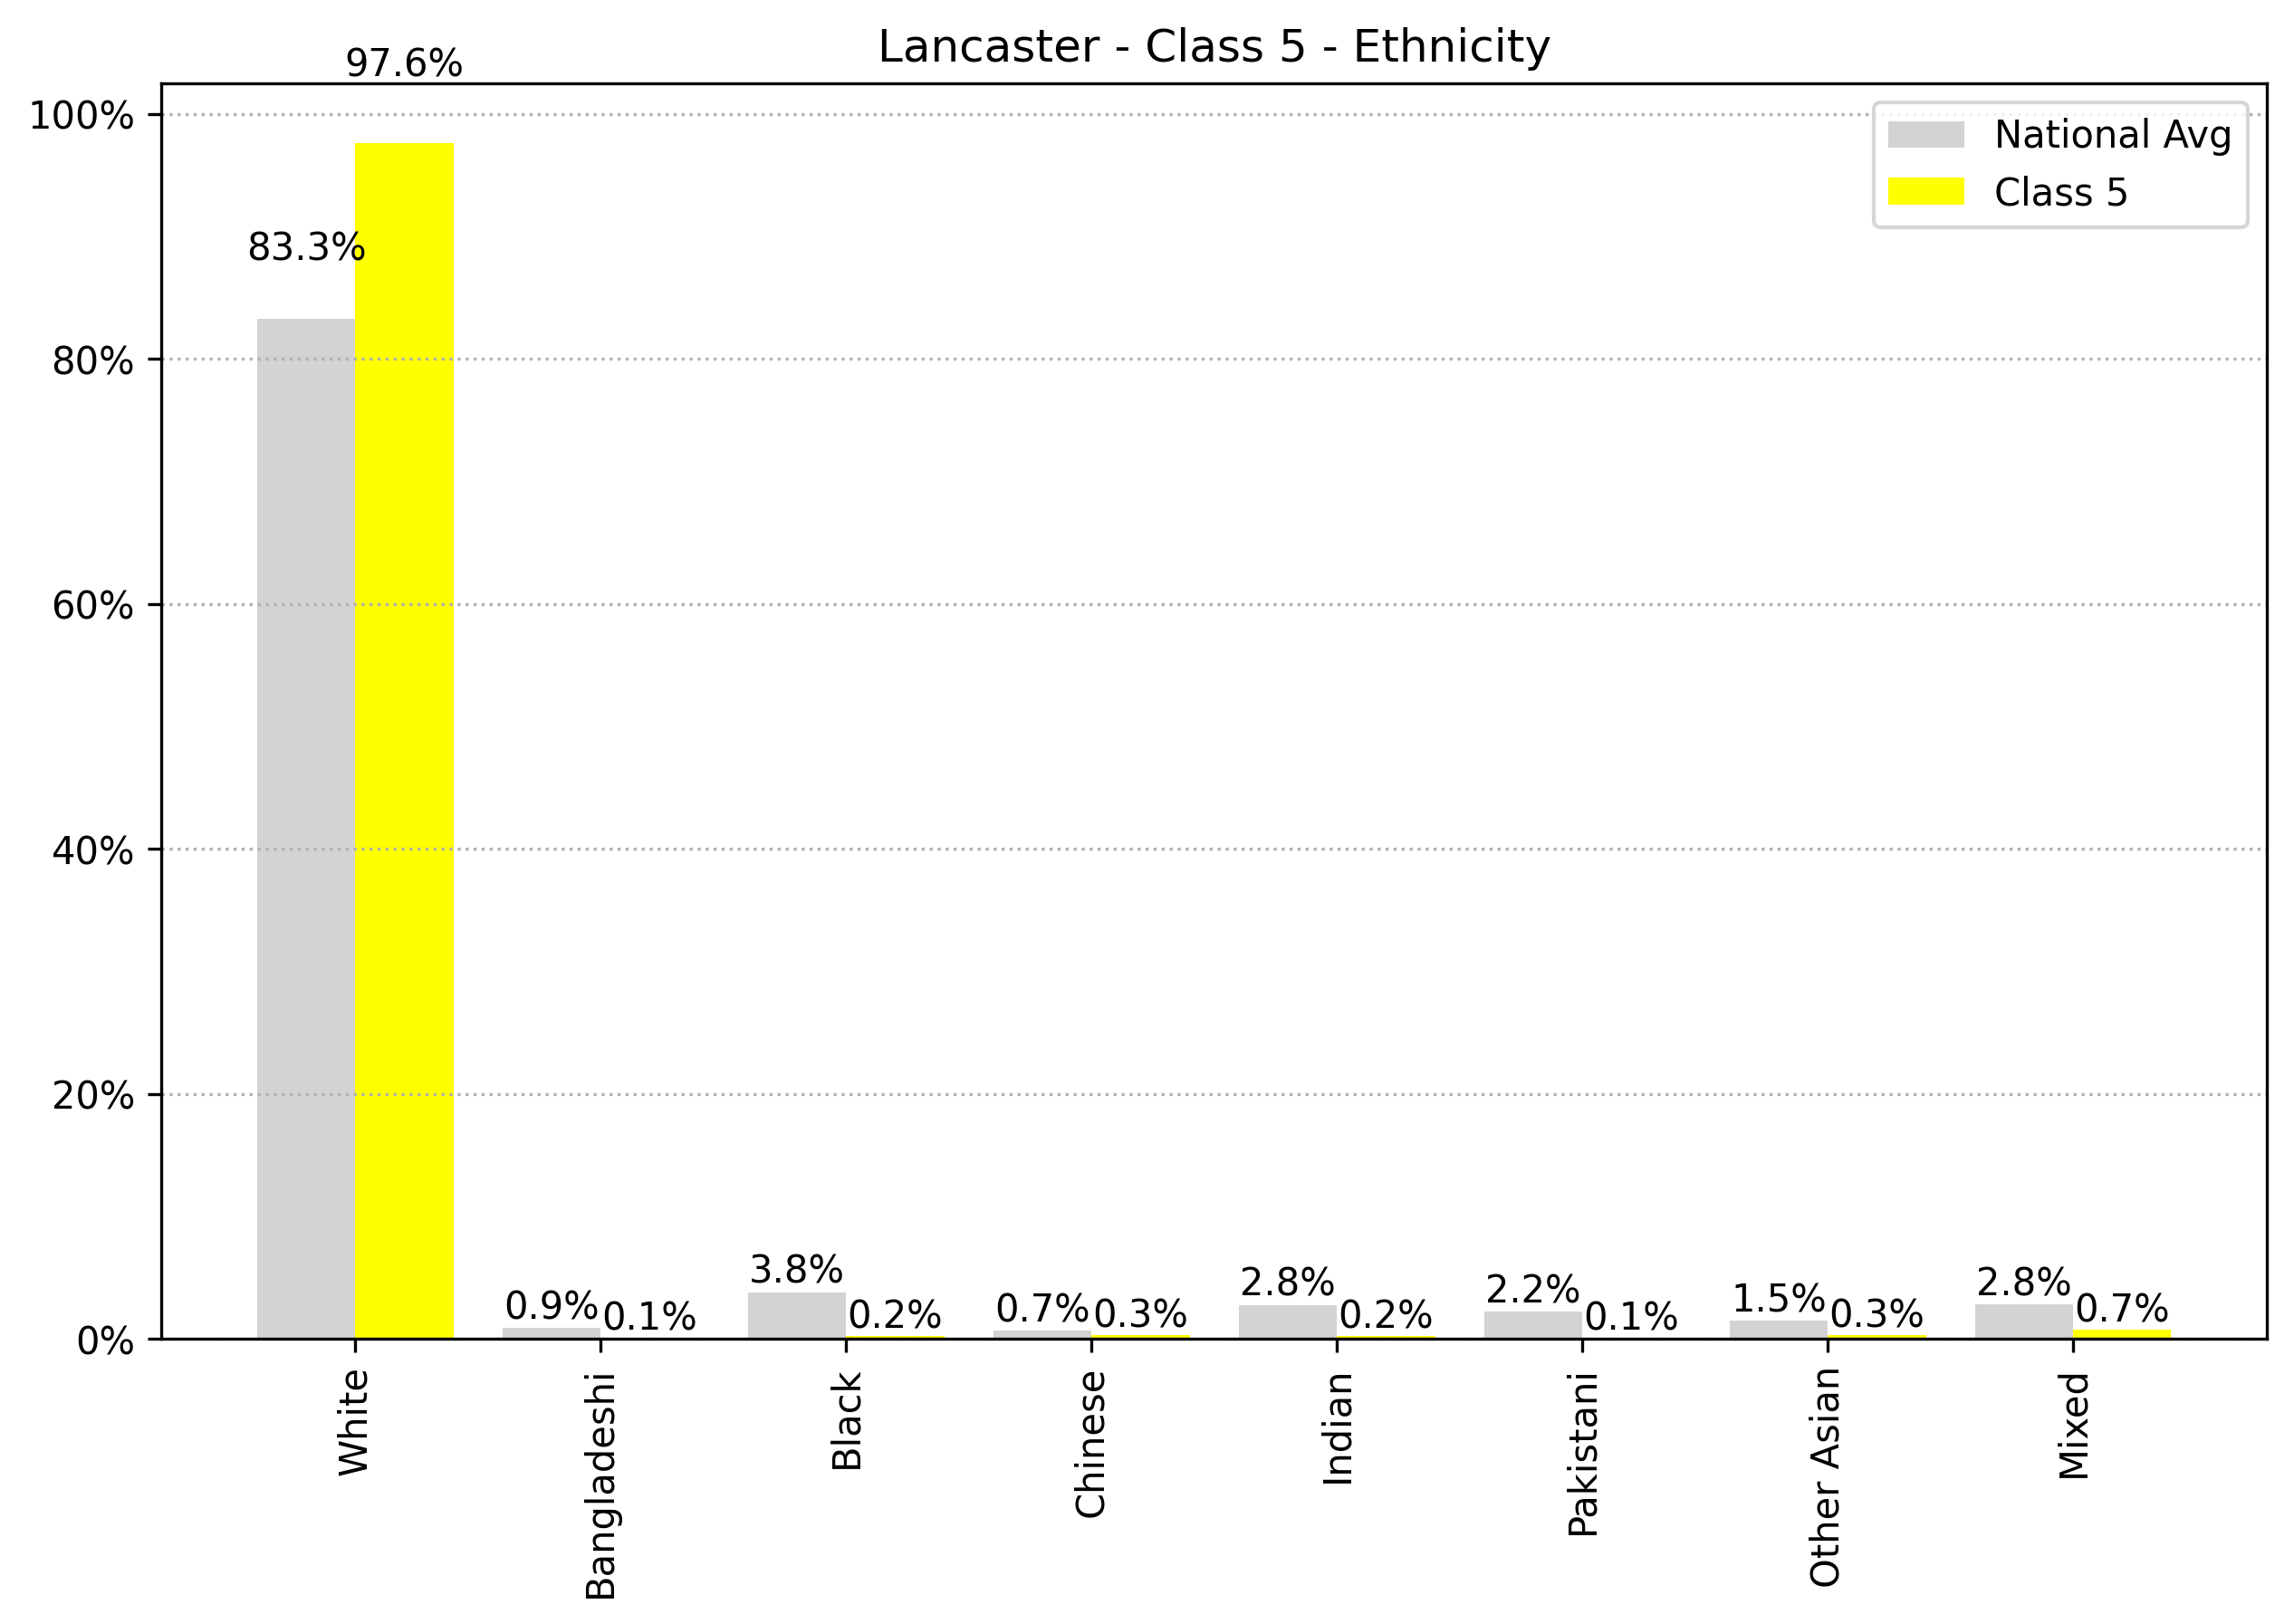 Lancaster - Class 5 - Ethnicity
97.6%
100%
National Avg
Class 5
83.3%
80%
60%
40%
20%
0.9% 0.1% 3.8% 0.2% 0.7% 0.3% 2.8% 0.2% 2.2% 0.1% 1.5% 0.3% 2.8% 0.7%
0%
White
Bangladeshi
Black
Chinese
Indian
Pakistani
Other Asian
Mixed